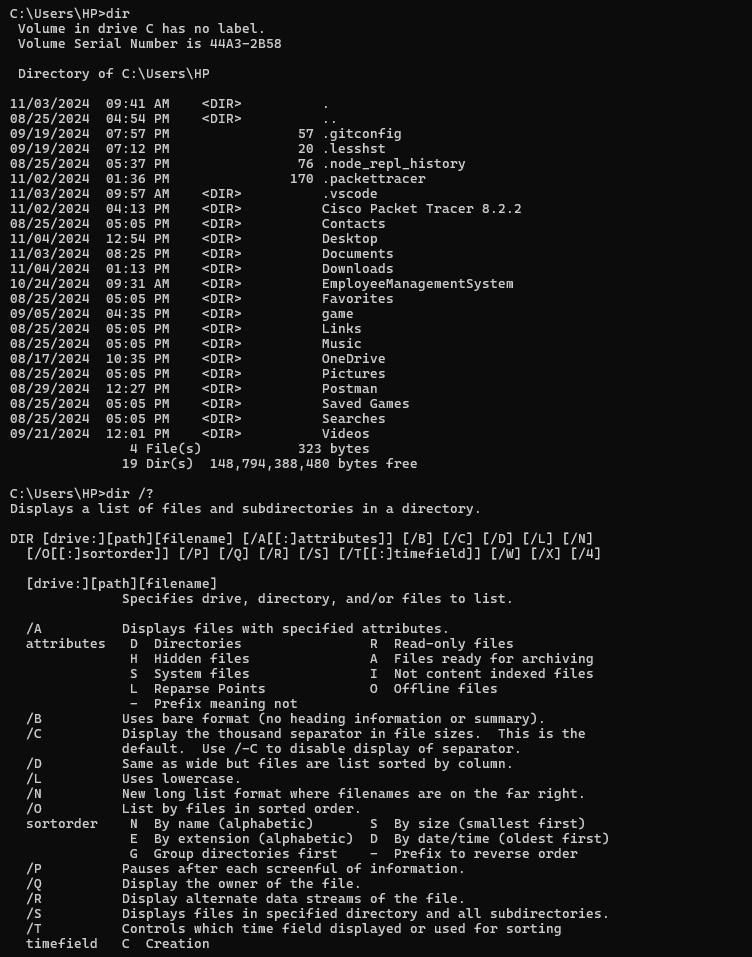 C:\Users\HP>dir
 Volume in drive C has no label.
 Volume Serial Number is 44A3-2B58

 Directory of C:\Users\HP

11/03/2024  09:41 AM    <DIR>          .
08/25/2024  04:54 PM    <DIR>          ..
09/19/2024  07:57 PM                57 .gitconfig
09/19/2024  07:12 PM                20 .lesshst
08/25/2024  05:37 PM                76 .node_repl_history
11/02/2024  01:36 PM               170 .packettracer
11/03/2024  09:57 AM    <DIR>          .vscode
11/02/2024  04:13 PM    <DIR>          Cisco Packet Tracer 8.2.2
08/25/2024  05:05 PM    <DIR>          Contacts
11/04/2024  12:54 PM    <DIR>          Desktop
11/03/2024  08:25 PM    <DIR>          Documents
11/04/2024  01:13 PM    <DIR>          Downloads
10/24/2024  09:31 AM    <DIR>          EmployeeManagementSystem
08/25/2024  05:05 PM    <DIR>          Favorites
09/05/2024  04:35 PM    <DIR>          game
08/25/2024  05:05 PM    <DIR>          Links
08/25/2024  05:05 PM    <DIR>          Music
08/17/2024  10:35 PM    <DIR>          OneDrive
08/25/2024  05:05 PM    <DIR>          Pictures
08/29/2024  12:27 PM    <DIR>          Postman
08/25/2024  05:05 PM    <DIR>          Saved Games
08/25/2024  05:05 PM    <DIR>          Searches
09/21/2024  12:01 PM    <DIR>          Videos
               4 File(s)            323 bytes
              19 Dir(s)  148,794,388,480 bytes free

C:\Users\HP>dir /?
Displays a list of files and subdirectories in a directory.

DIR [drive:][path][filename] [/A[[:]attributes]] [/B] [/C] [/D] [/L] [/N]
  [/O[[:]sortorder]] [/P] [/Q] [/R] [/S] [/T[[:]timefield]] [/W] [/X] [/4]

  [drive:][path][filename]
              Specifies drive, directory, and/or files to list.

  /A          Displays files with specified attributes.
  attributes   D  Directories                R  Read-only files
               H  Hidden files               A  Files ready for archiving
               S  System files               I  Not content indexed files
               L  Reparse Points             O  Offline files
               -  Prefix meaning not
  /B          Uses bare format (no heading information or summary).
  /C          Display the thousand separator in file sizes.  This is the
              default.  Use /-C to disable display of separator.
  /D          Same as wide but files are list sorted by column.
  /L          Uses lowercase.
  /N          New long list format where filenames are on the far right.
  /O          List by files in sorted order.
  sortorder    N  By name (alphabetic)       S  By size (smallest first)
               E  By extension (alphabetic)  D  By date/time (oldest first)
               G  Group directories first    -  Prefix to reverse order
  /P          Pauses after each screenful of information.
  /Q          Display the owner of the file.
  /R          Display alternate data streams of the file.
  /S          Displays files in specified directory and all subdirectories.
  /T          Controls which time field displayed or used for sorting
  timefield   C  Creation